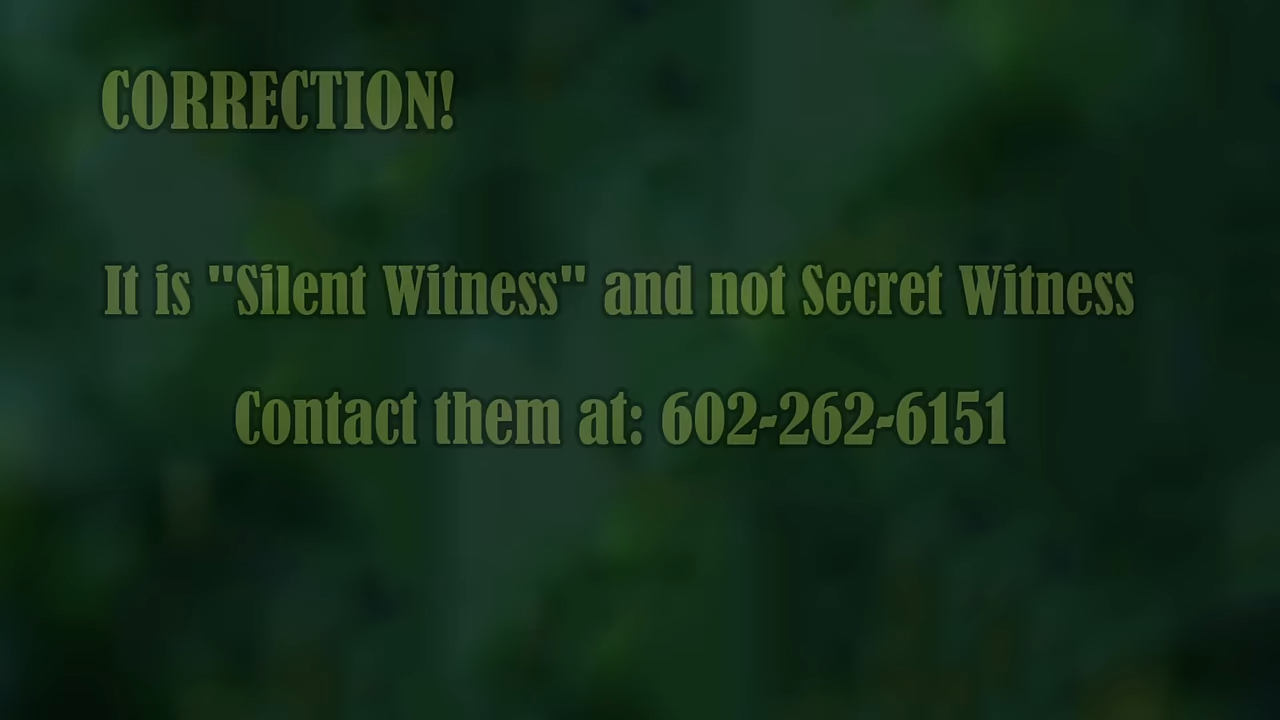 CORRECTION!
It is "Silent Witness" and not Secret Witness
Contact them at: 602-262-6151